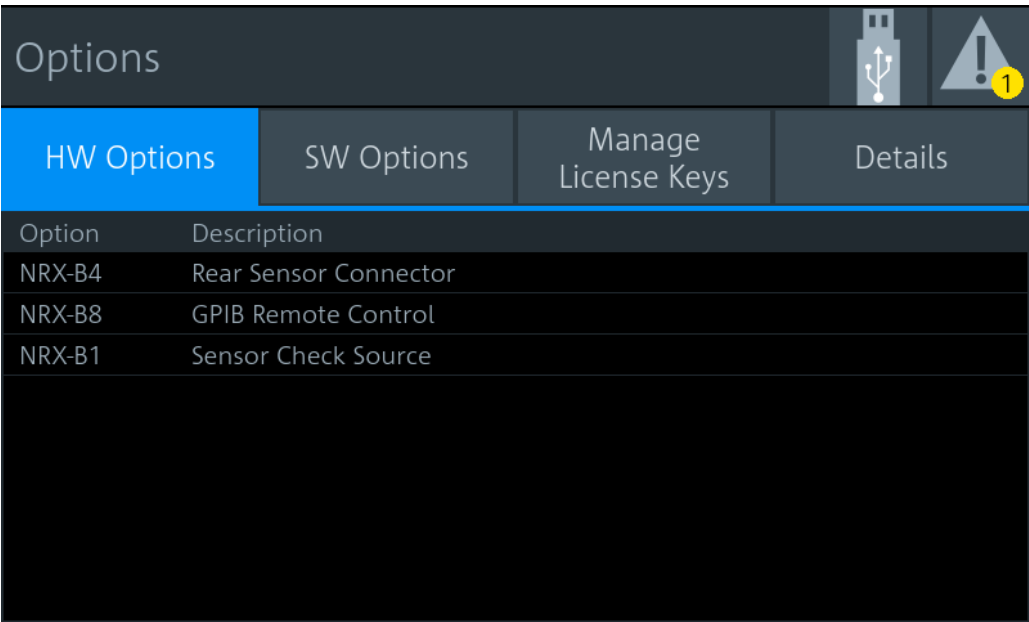 Options
1
HW Options
SW Options
Manage
License Keys
Details
Option Description
NRX-B4 Rear Sensor Connector
NRX-B8 GPIB Remote Control
NRX-B1 Sensor Check Source